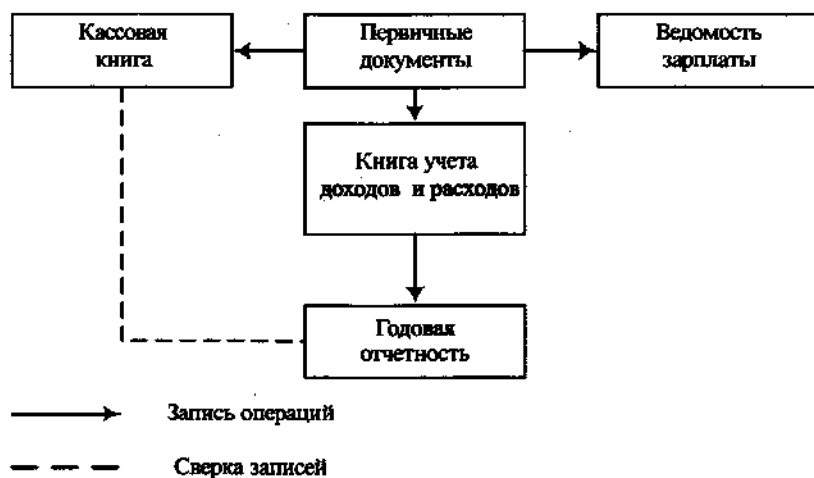 Кассовая
книга
Первичные
документы
Ведомость
зарплаты
Книга учета
доходов и расходов
Годовая
отчетность
Запись операций
Сверка записей